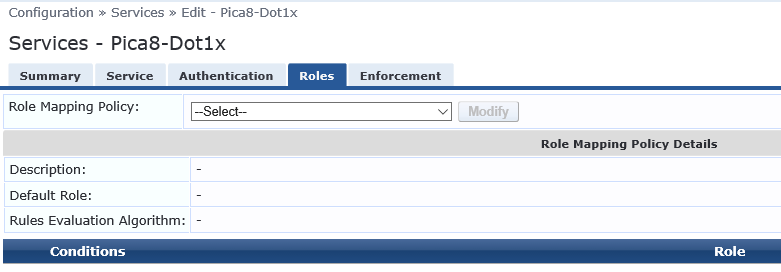 Configuration » Services » Edit - Pica8-Dot1x
Services - Pica8-Dot1x
Summary Service Authentication Roles Enforcement
Role Mapping Policy: --Select-- Modify
Role Mapping Policy Details
Description: -
Default Role: -
Rules Evaluation Algorithm: -
Conditions Role